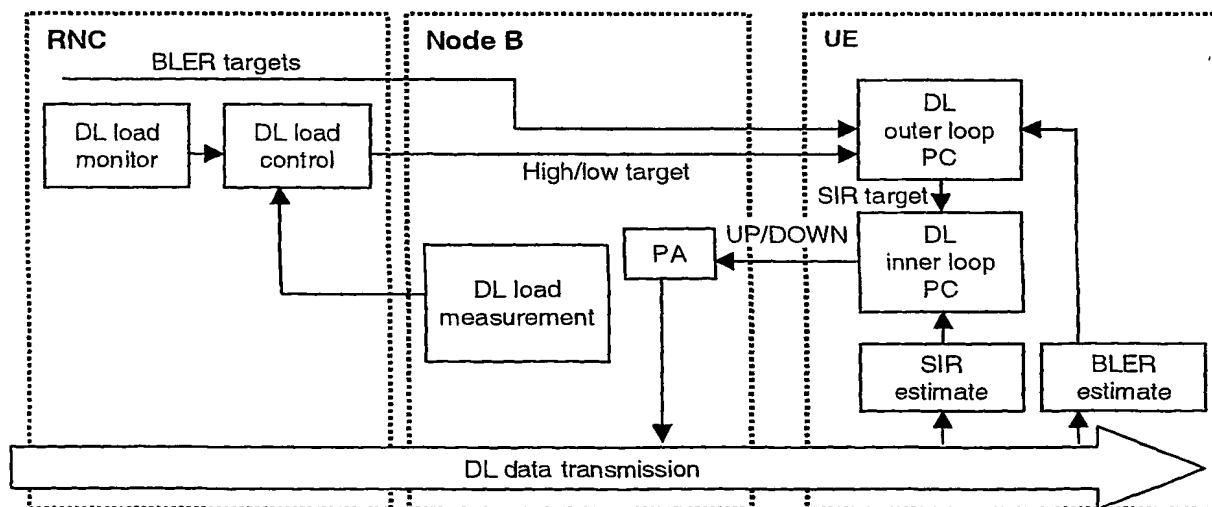 RNC
Node B
UE
BLER targets
DL load
monitor
DL load
control
High/low target
DL
outer loop
PC
SIR target
UP/DOWN
PA
DL
inner loop
PC
DL load
measurement
SIR
estimate
BLER
estimate
DL data transmission